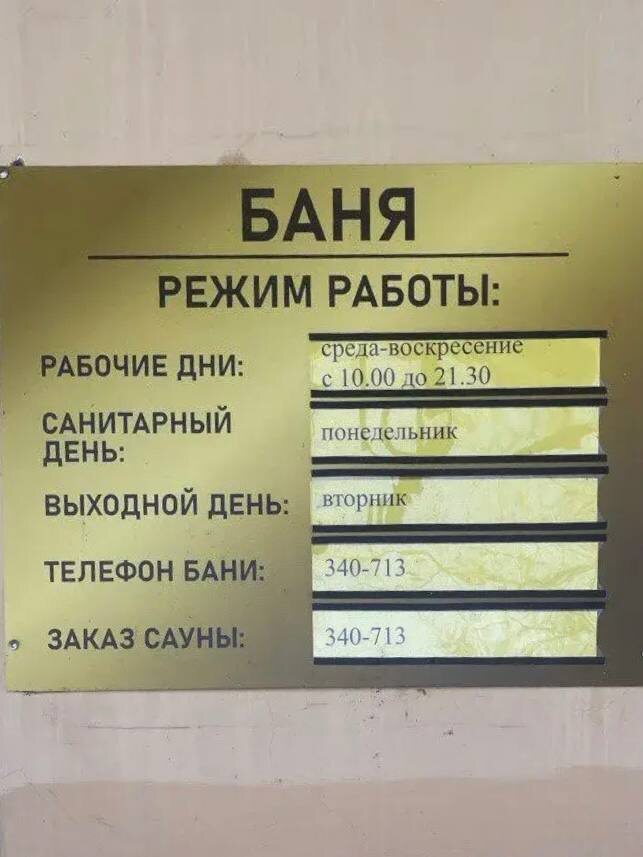 БАНЯ
РЕЖИМ РАБОТЫ:
РАБОЧИЕ ДНИ:
среда-воскресение
с 10.00 до 21.30
САНИТАРНЫЙ
ДЕНЬ:
понедельник
ВЫХОДНОЙ ДЕНЬ:
вторник
ТЕЛЕФОН БАНИ:
340-713
ЗАКАЗ САУНЫ:
340-713